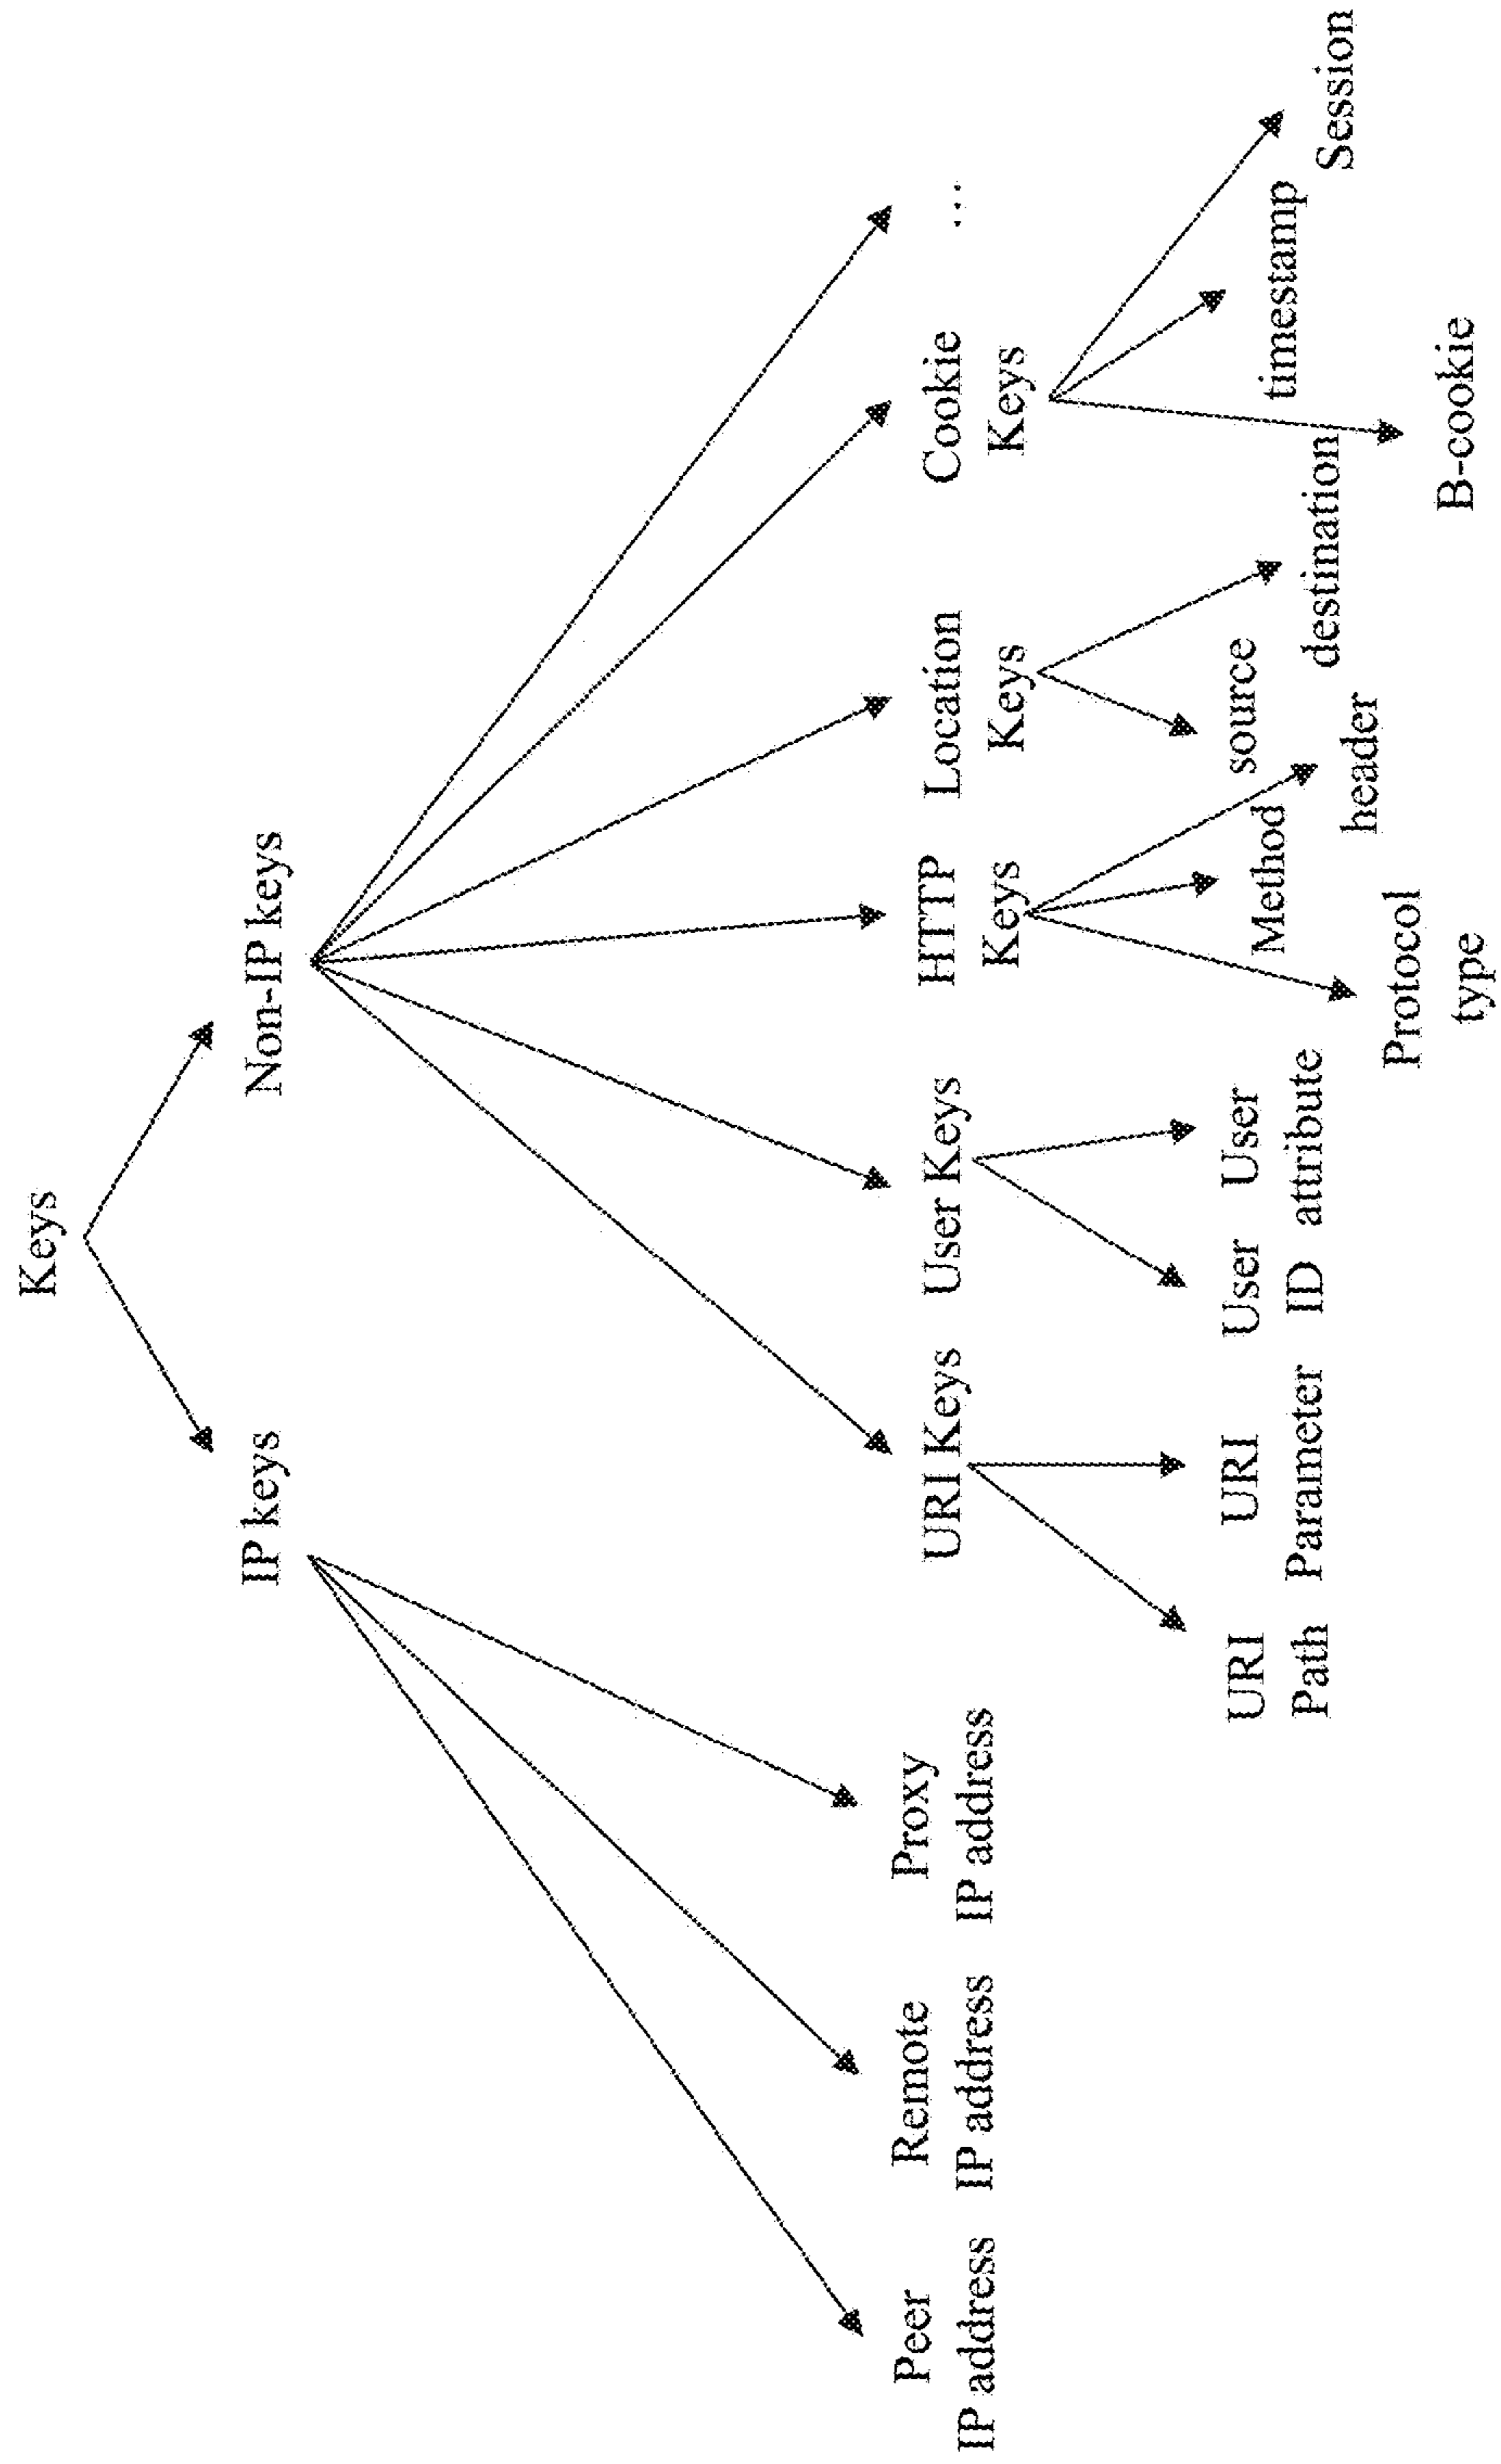 Keys
IP keys
Non-IP keys
Peer
IP address
Remote
IP address
Proxy
IP address
URI Keys
User Keys
HTTP
Keys
Location
Keys
Cookie
Keys
...
URI
Path
URI
Parameter
User
ID
User
attribute
Protocol
type
Method
header
source
destination
B-cookie
timestamp
Session